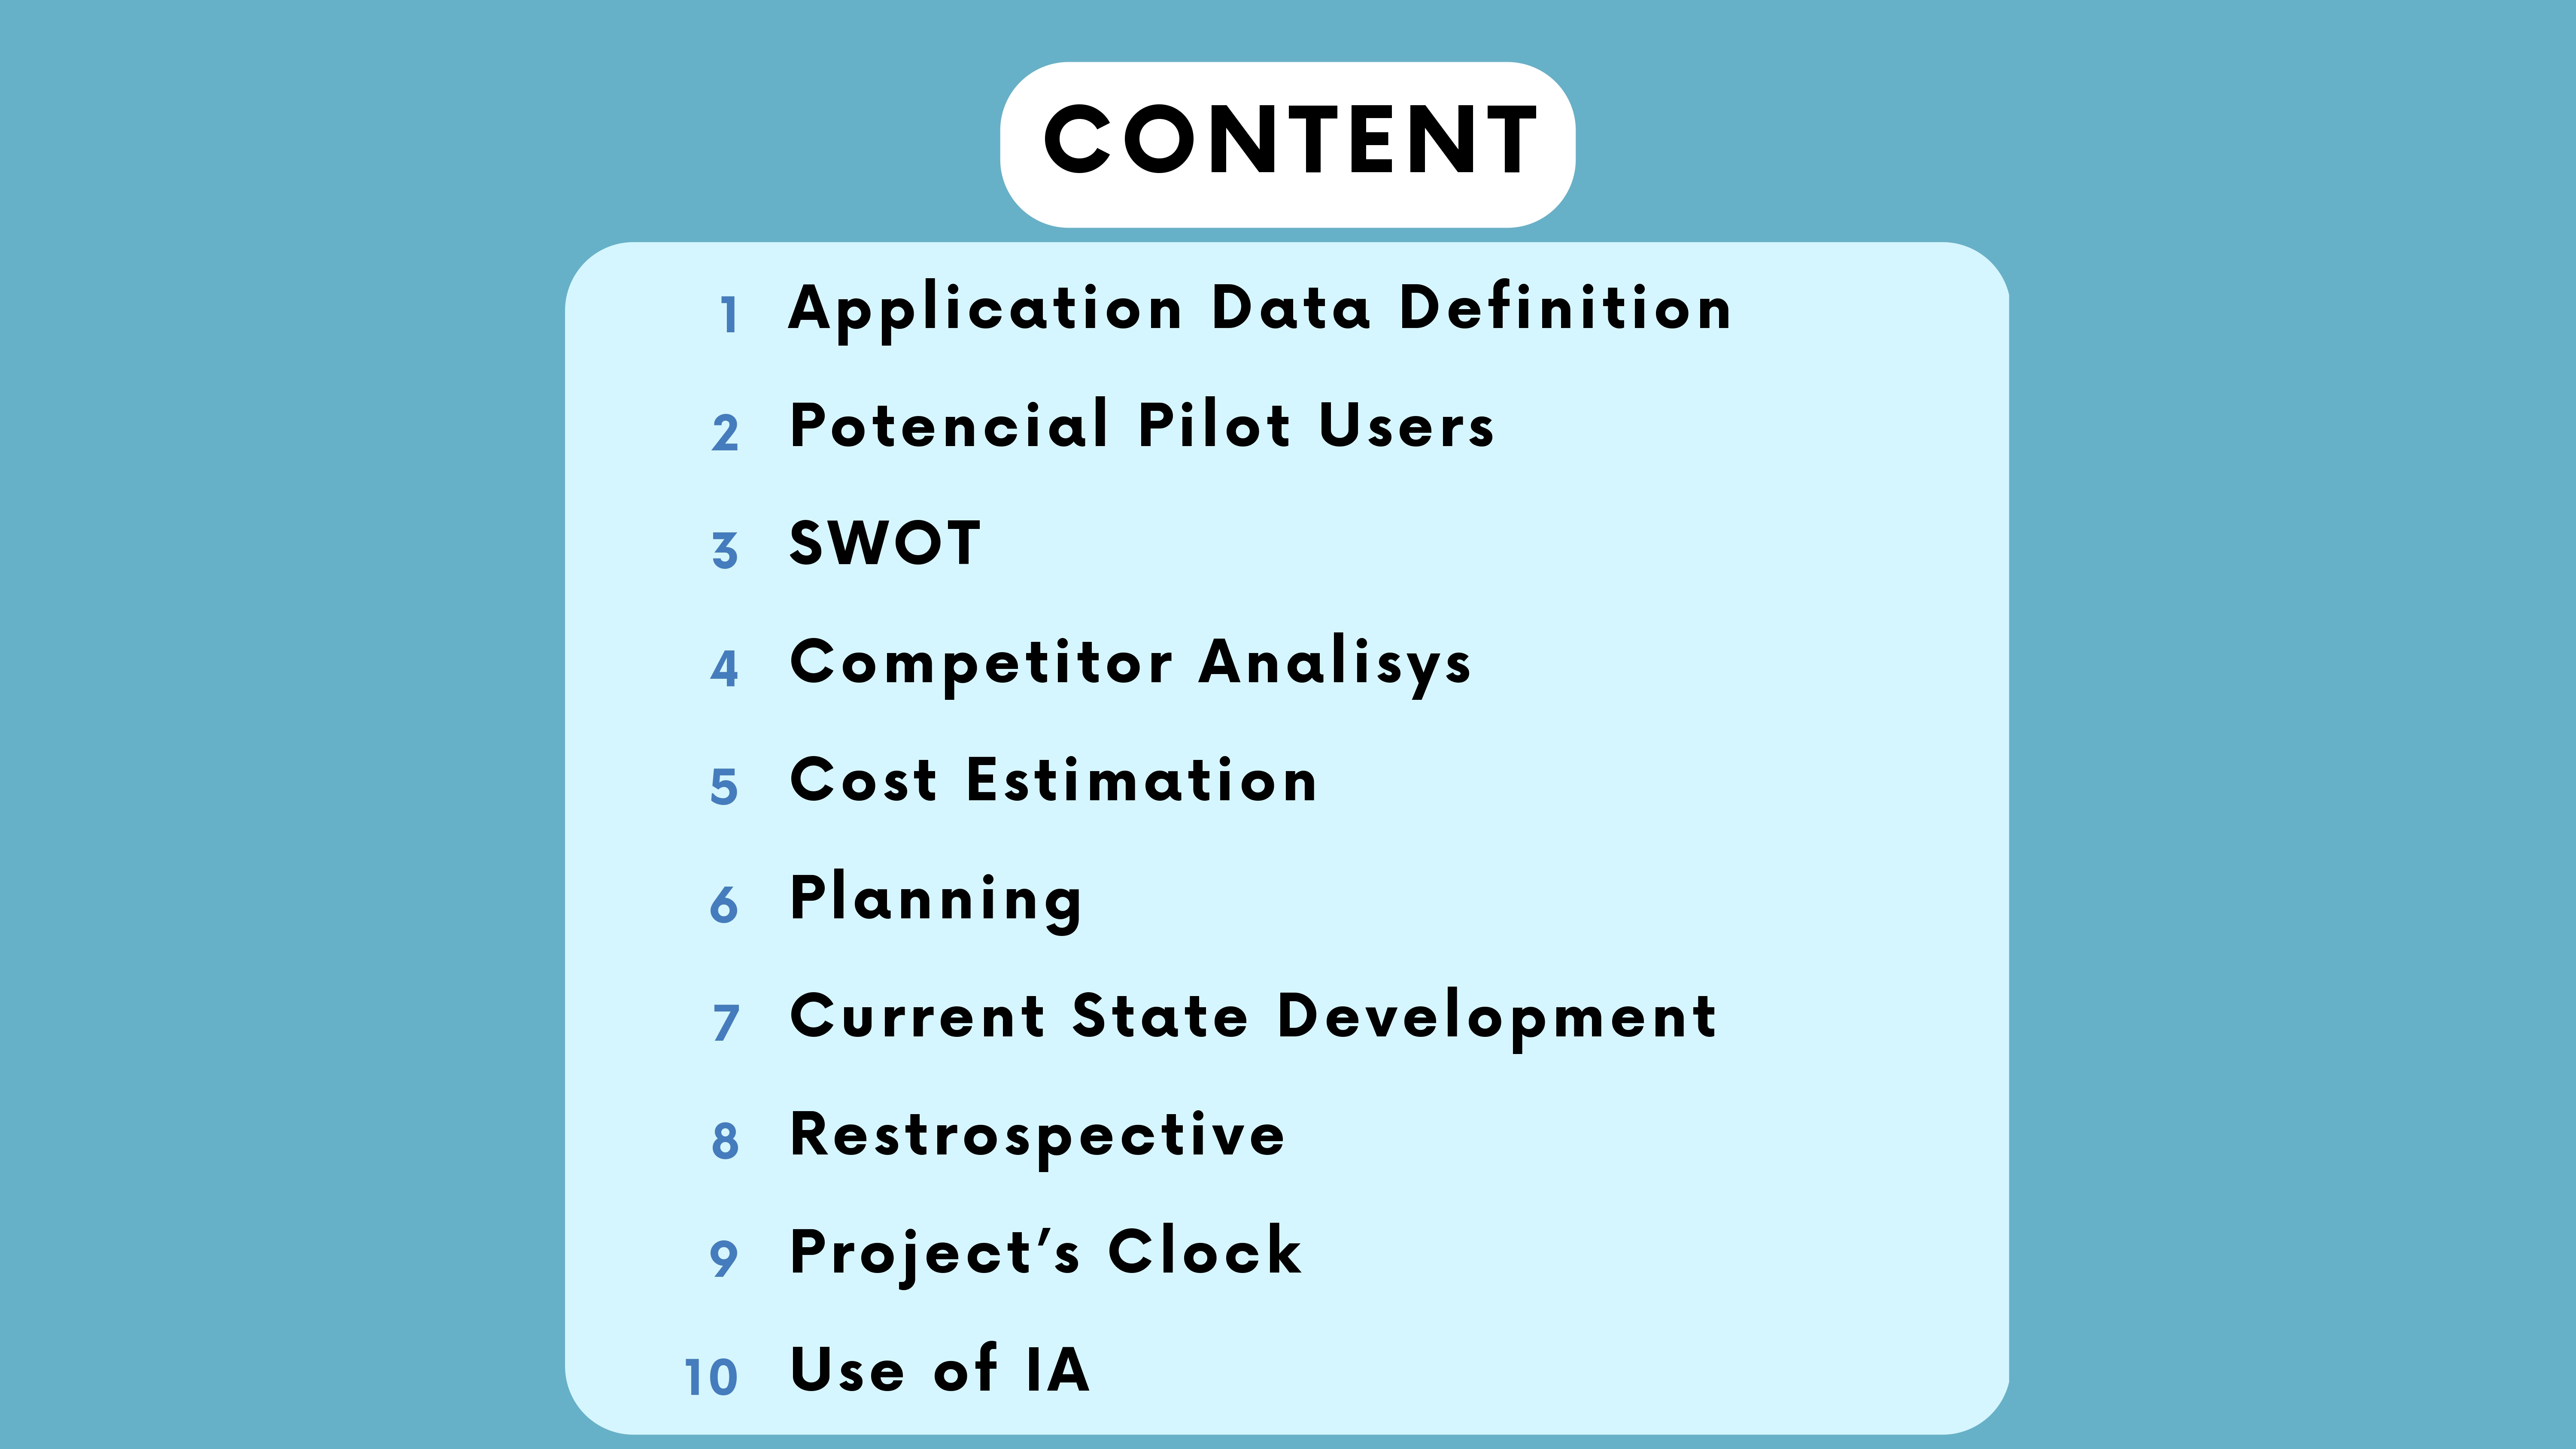 CONTENT
1 Application Data Definition
2 Potencial Pilot Users
3 SWOT
4 Competitor Analisys
5 Cost Estimation
6 Planning
7 Current State Development
8 Restrospective
9 Project’s Clock
10 Use of IA